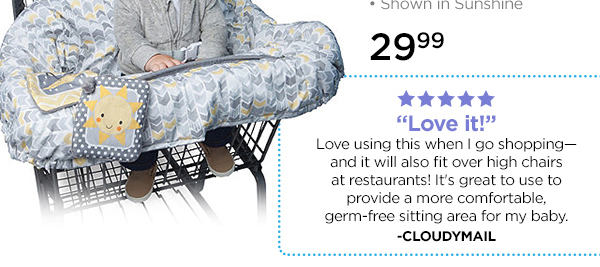 • Shown in Sunshine
29⁹⁹
“Love it!”
Love using this when I go shopping—
and it will also fit over high chairs
at restaurants! It's great to use to
provide a more comfortable,
germ-free sitting area for my baby.
-CLOUDYMAIL